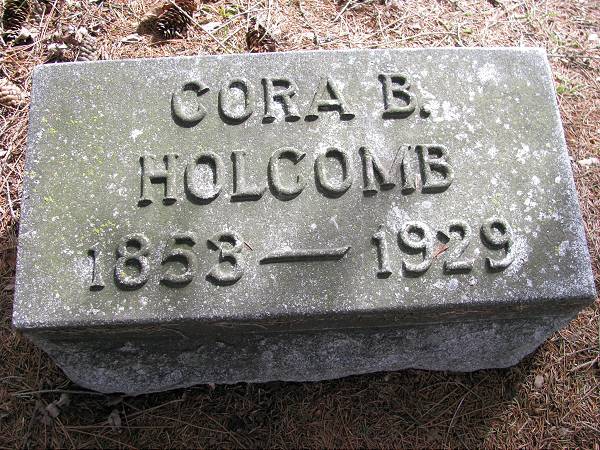 CORA B.
HOLCOMB
1853 — 1929